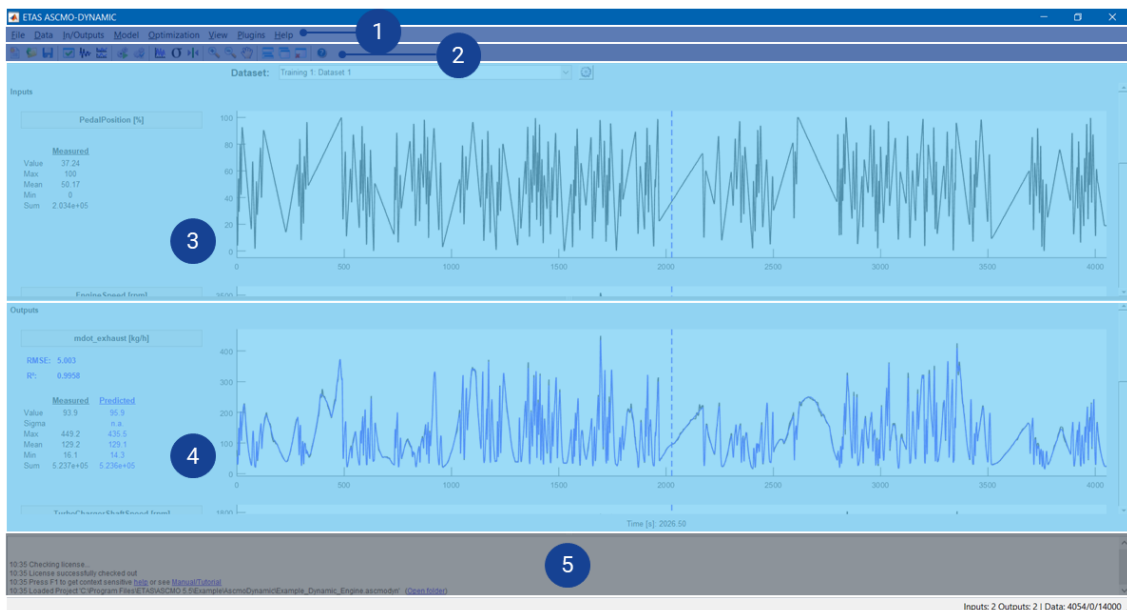 ETAS ASCMO-DYNAMIC
File Data In/Outputs Model Optimization View Plugins Help
1
2
Dataset: Training 1: Dataset 1
Inputs
PedalPosition [%]
Measured
Value 37.24
Max 100
Mean 50.17
Min 0
Sum 2.034e+05
3
100
80
60
40
20
0
0 500 1000 1500 2000 2500 3000 3500 4000
EngineSpeed [rpm]
Outputs
mdot_exhaust [kg/h]
RMSE: 5.003
R²: 0.9958
Measured Predicted
Value 93.9 95.9
Sigma n.a.
Max 449.2 435.5
Mean 129.2 129.1
Min 16.1 14.3
Sum 5.237e+05 5.236e+05
4
400
300
200
100
0
0 500 1000 1500 2000 2500 3000 3500 4000
TurboChargerShaftSpeed [rpm]
Time [s]: 2026.50
5
10:35 Checking license...
10:35 License successfully checked out
10:35 Press F1 to get context sensitive help or see Manual/Tutorial
10:35 Loaded Project 'C:\Program Files\ETAS\ASCMO 5.5\Example\AscmoDynamic\Example_Dynamic_Engine.ascmodyn' (Open folder)
Inputs: 2 Outputs: 2 | Data: 4054/0/14000